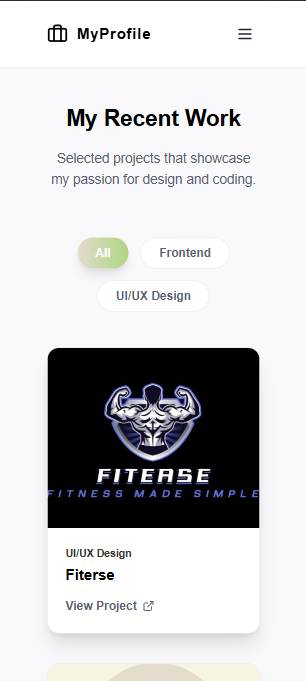 MyProfile
My Recent Work
Selected projects that showcase
my passion for design and coding.
All
Frontend
UI/UX Design
FITERSE
FITNESS MADE SIMPLE
UI/UX Design
Fiterse
View Project